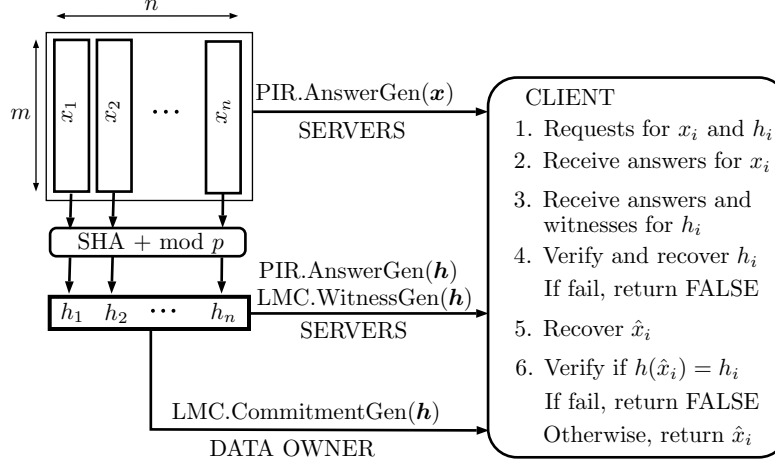 n
m
x₁ x₂ ⋯ xₙ
PIR.AnswerGen(𝒙)
SERVERS
SHA + mod p
PIR.AnswerGen(𝒉)
LMC.WitnessGen(𝒉)
h₁ h₂ ⋯ hₙ
SERVERS
LMC.CommitmentGen(𝒉)
DATA OWNER
CLIENT
1. Requests for xᵢ and hᵢ
2. Receive answers for xᵢ
3. Receive answers and
witnesses for hᵢ
4. Verify and recover hᵢ
If fail, return FALSE
5. Recover x̂ᵢ
6. Verify if h(x̂ᵢ) = hᵢ
If fail, return FALSE
Otherwise, return x̂ᵢ